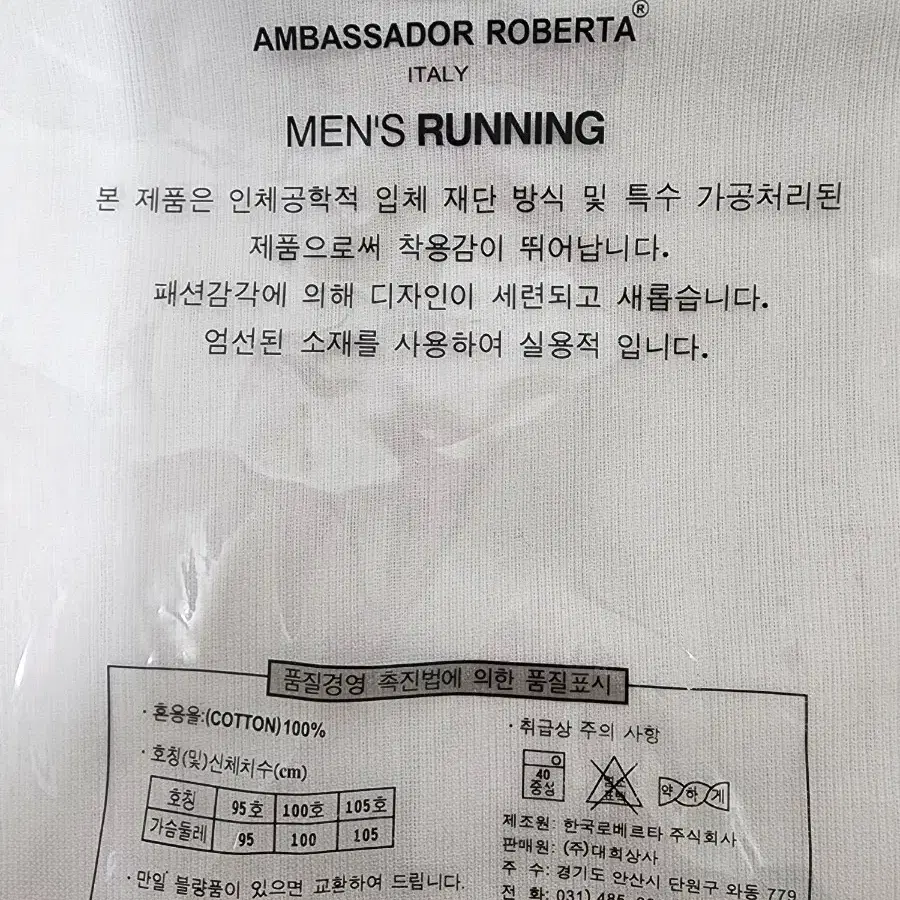 AMBASSADOR ROBERTA®
ITALY
MEN'S RUNNING
본 제품은 인체공학적 입체 재단 방식 및 특수 가공처리된
제품으로써 착용감이 뛰어납니다.
패션감각에 의해 디자인이 세련되고 새롭습니다.
엄선된 소재를 사용하여 실용적 입니다.
품질경영 촉진법에 의한 품질표시
· 혼용율:(COTTON)100%
· 호칭(및)신체치수(cm)
호칭 95호 100호 105호
가슴둘레 95 100 105
· 만일 불량품이 있으면 교환하여 드립니다.
· 취급상 주의 사항
40
중성
약하게
제조원: 한국로베르타 주식회사
판매원: (주)대희상사
주 수: 경기도 안산시 단원구 와동 779
전 화: 031) 485